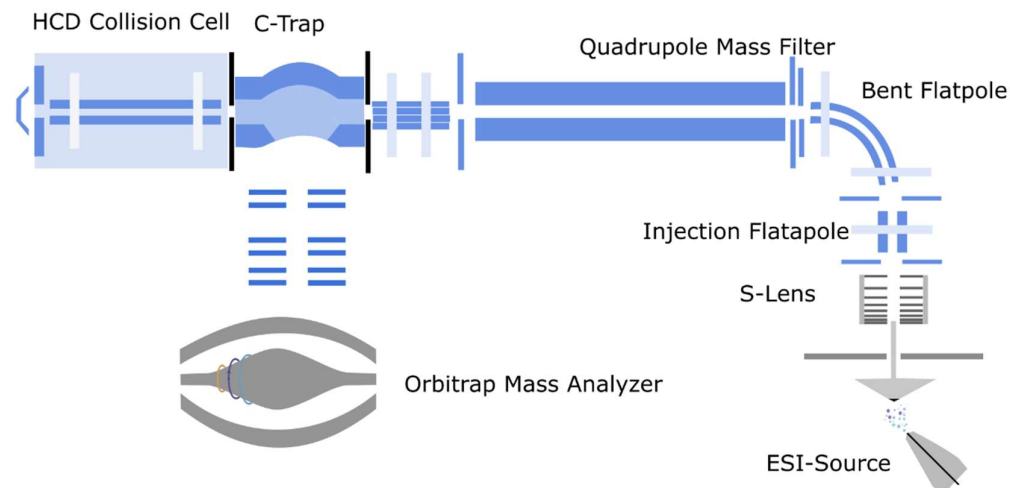 HCD Collision Cell
C-Trap
Quadrupole Mass Filter
Bent Flatpole
Injection Flatapole
S-Lens
Orbitrap Mass Analyzer
ESI-Source